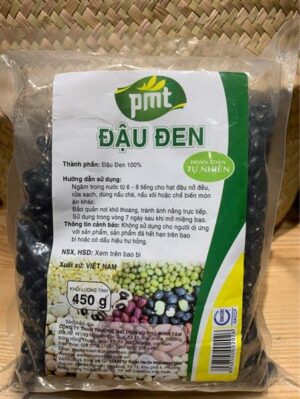 pmt
ĐẬU ĐEN
HOÀN TOÀN
TỰ NHIÊN
Thành phần: Đậu Đen 100%
Hướng dẫn sử dụng:
Ngâm trong nước từ 6 - 8 tiếng cho hạt đậu nở đều,
rửa sạch, dùng nấu chè, nấu xôi hoặc chế biến món
ăn khác.
Bảo quản nơi khô thoáng, tránh ánh nắng trực tiếp.
Sử dụng trong vòng 7 ngày sau khi mở miệng bao.
Thông tin cảnh báo: Không sử dụng cho người dị ứng
với sản phẩm, sản phẩm đã hết hạn trên bao
bì hoặc có dấu hiệu hư hỏng.
NSX, HSD: Xem trên bao bì
Xuất xứ: VIỆT NAM
KHỐI LƯỢNG TỊNH
450 g